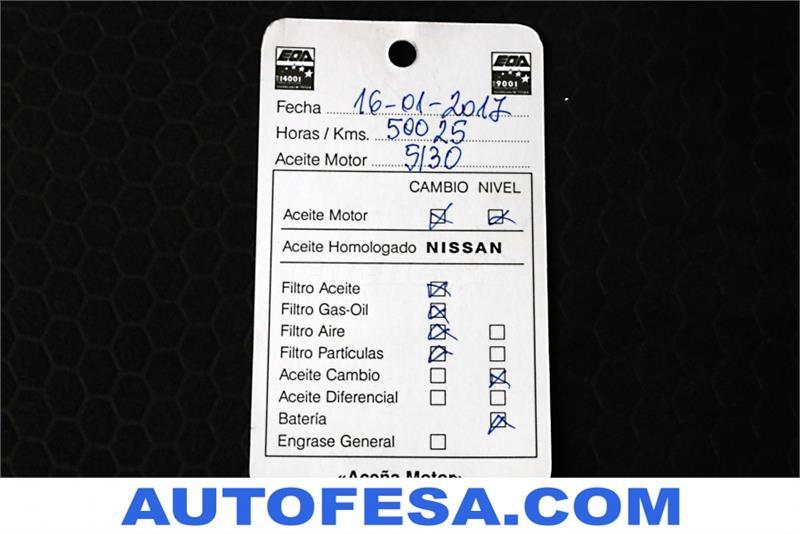 EQA EQA
14001 9001
Fecha 16-01-2017
Horas / Kms. 50025
Aceite Motor 5/30
CAMBIO NIVEL
Aceite Motor
Aceite Homologado NISSAN
Filtro Aceite
Filtro Gas-Oil
Filtro Aire
Filtro Partículas
Aceite Cambio
Aceite Diferencial
Batería
Engrase General
«Aceña Motor»
AUTOFESA.COM